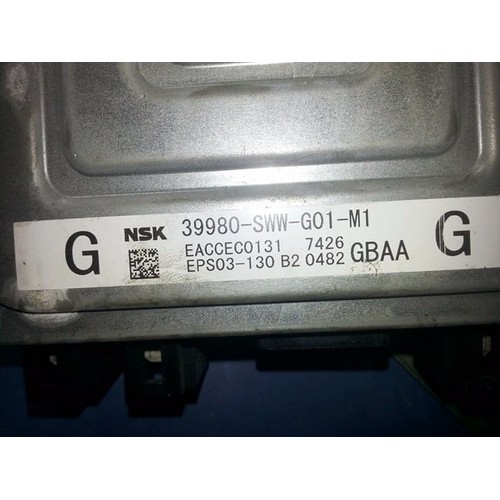 G NSK 39980-SWW-G01-M1 G
EACCEC0131 7426
EPS03-130 B2 0482 GBAA